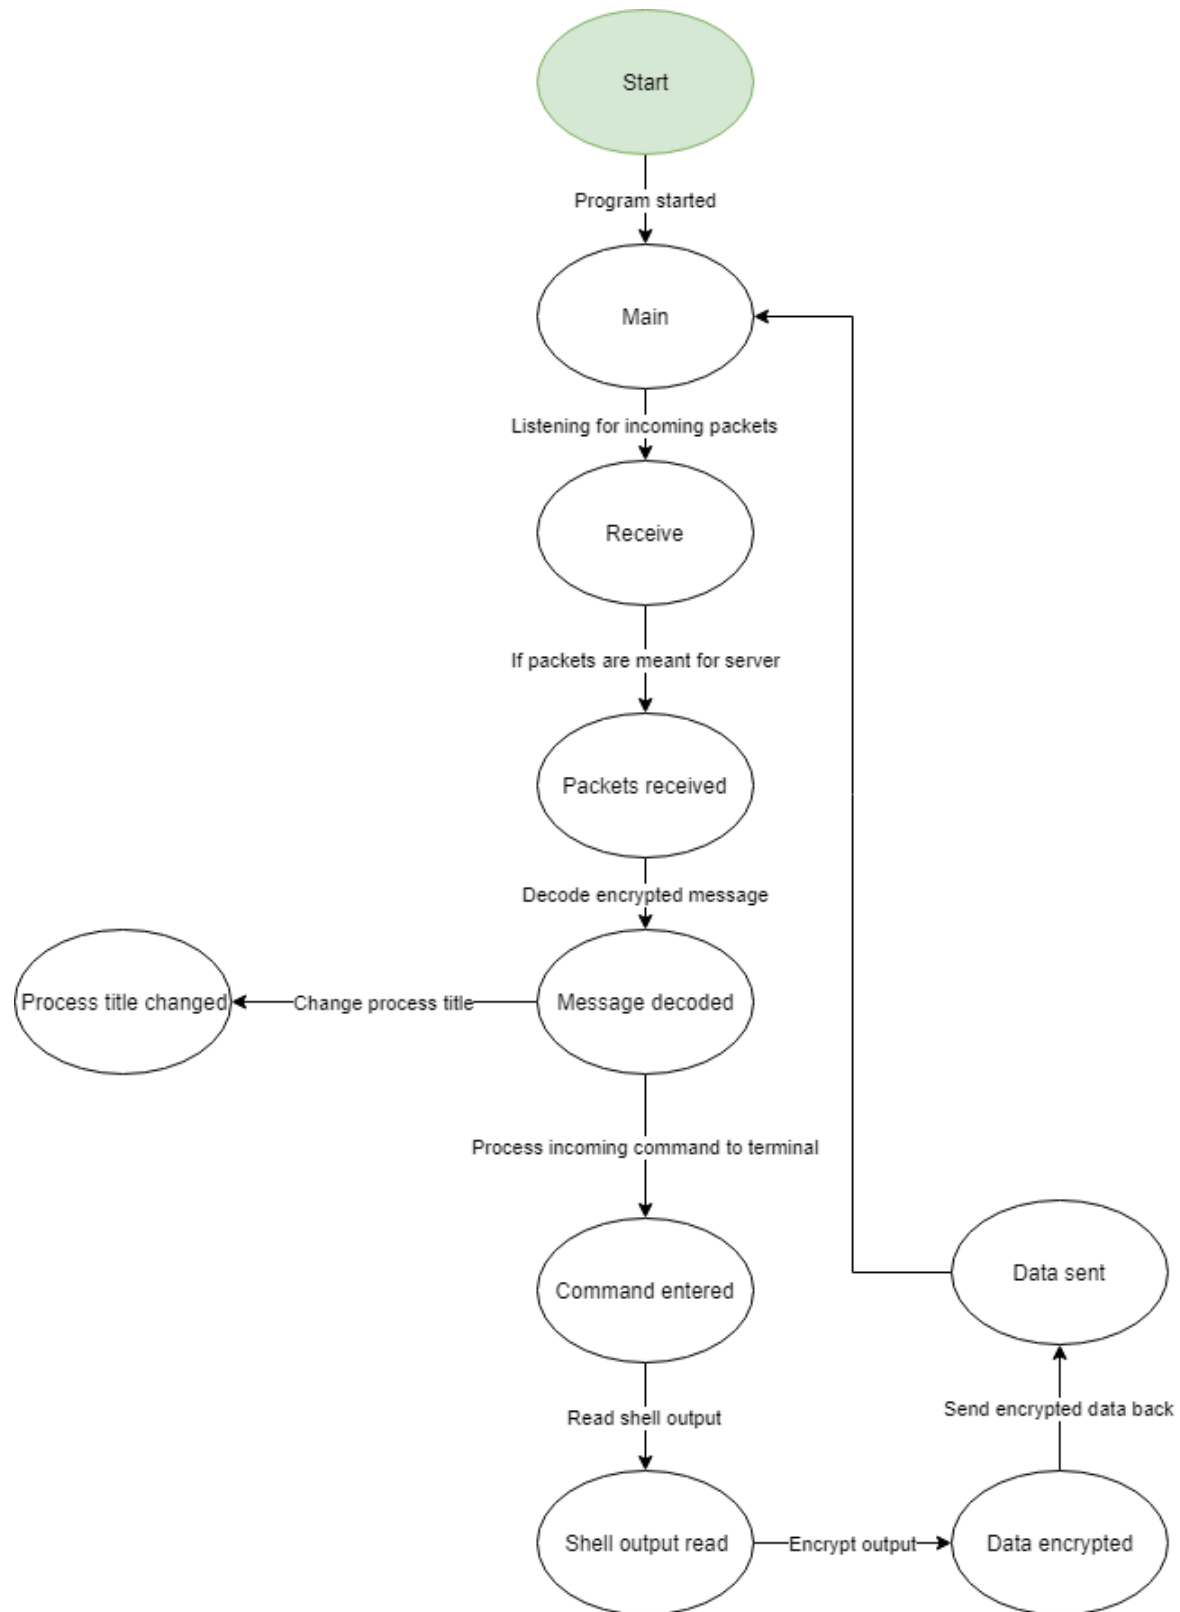 Start
Program started
Main
Listening for incoming packets
Receive
If packets are meant for server
Packets received
Decode encrypted message
Process title changed
Change process title
Message decoded
Process incoming command to terminal
Command entered
Data sent
Read shell output
Send encrypted data back
Shell output read
Encrypt output
Data encrypted